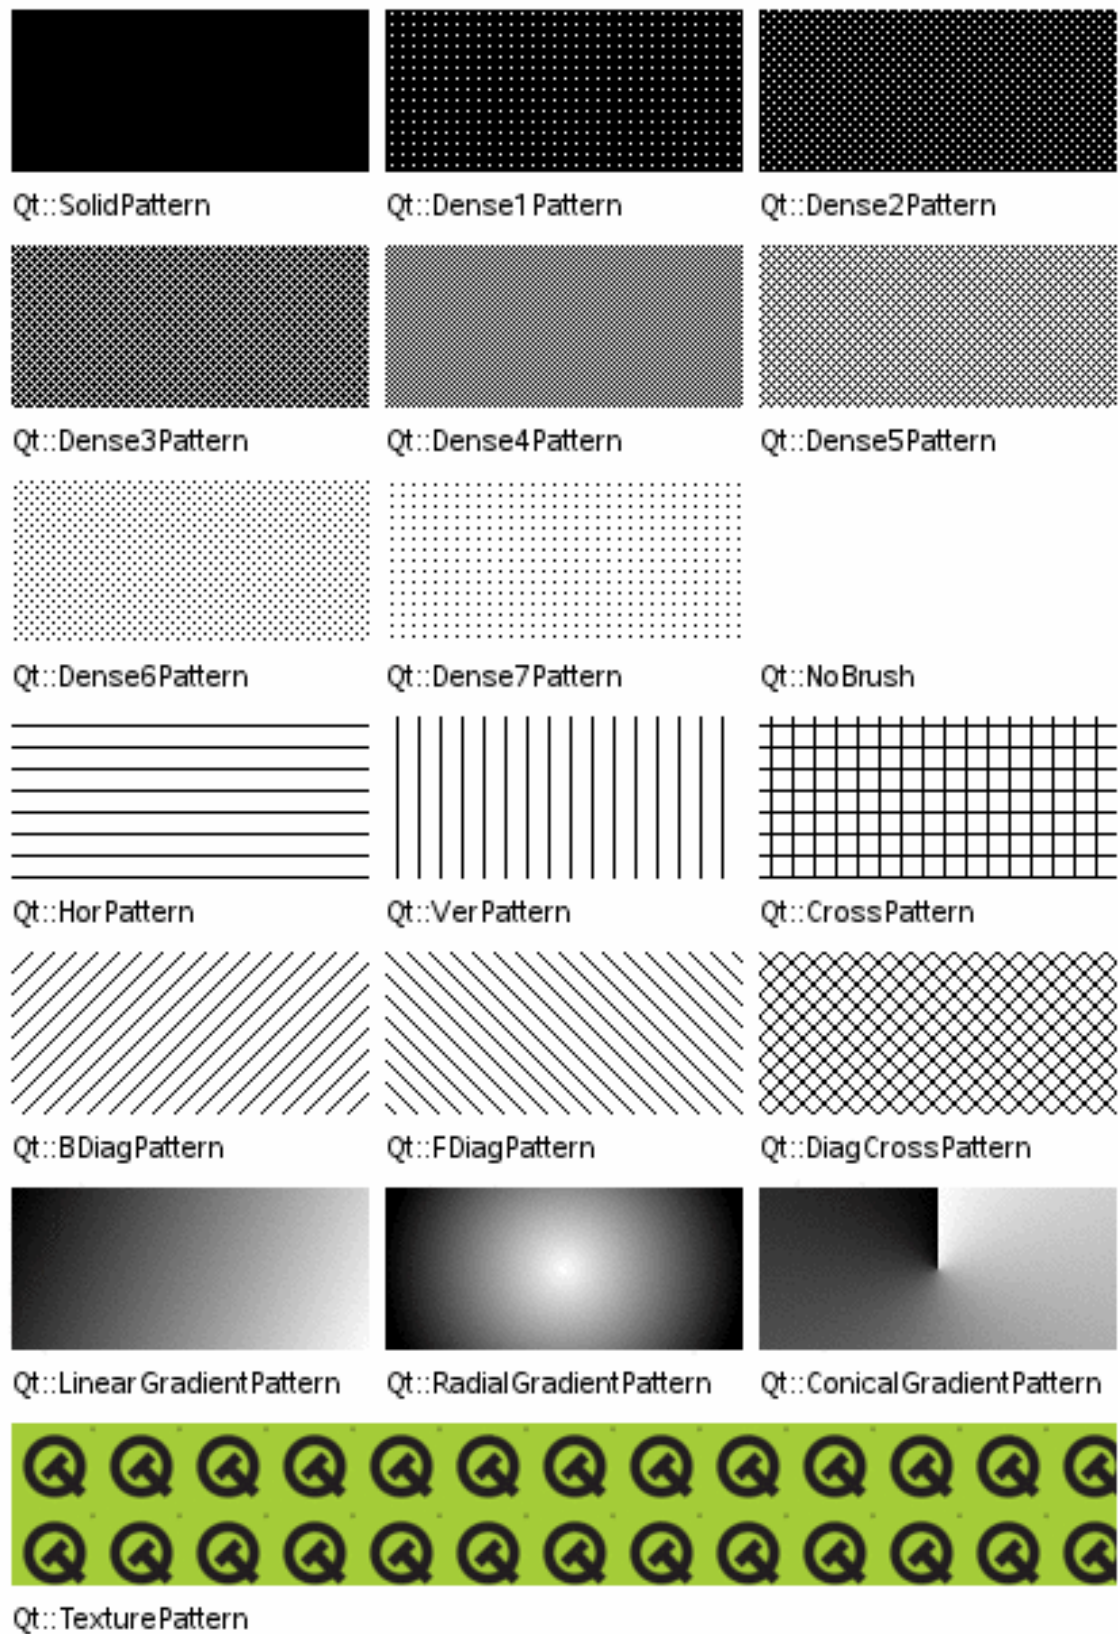 Qt::SolidPattern Qt::Dense1Pattern Qt::Dense2Pattern
Qt::Dense3Pattern Qt::Dense4Pattern Qt::Dense5Pattern
Qt::Dense6Pattern Qt::Dense7Pattern Qt::NoBrush
Qt::HorPattern Qt::VerPattern Qt::CrossPattern
Qt::BDiagPattern Qt::FDiagPattern Qt::DiagCrossPattern
Qt::LinearGradientPattern Qt::RadialGradientPattern Qt::ConicalGradientPattern
Qt::TexturePattern